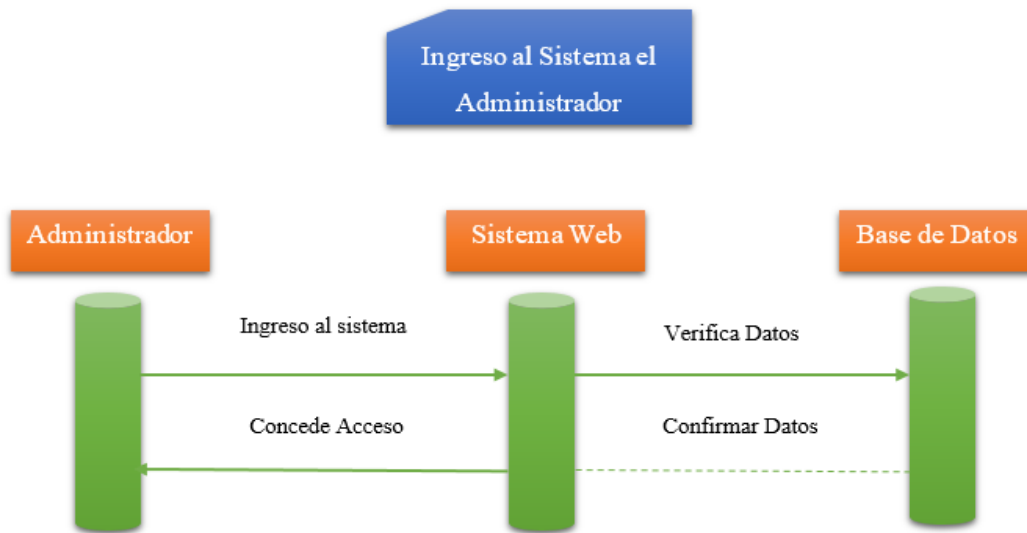 Ingreso al Sistema el
Administrador
Administrador
Sistema Web
Base de Datos
Ingreso al sistema
Verifica Datos
Concede Acceso
Confirmar Datos